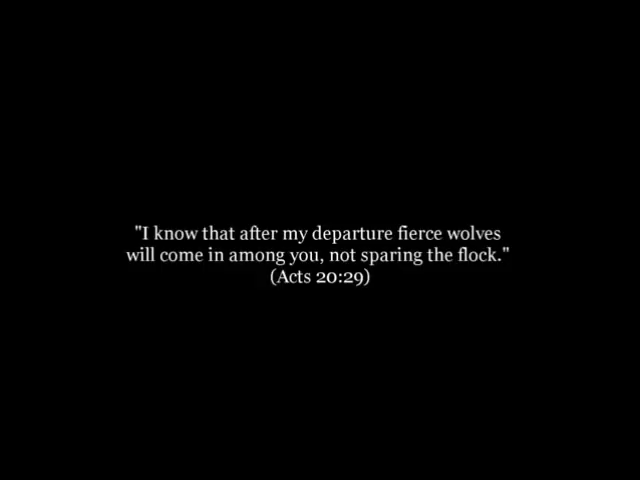 "I know that after my departure fierce wolves
will come in among you, not sparing the flock."
(Acts 20:29)